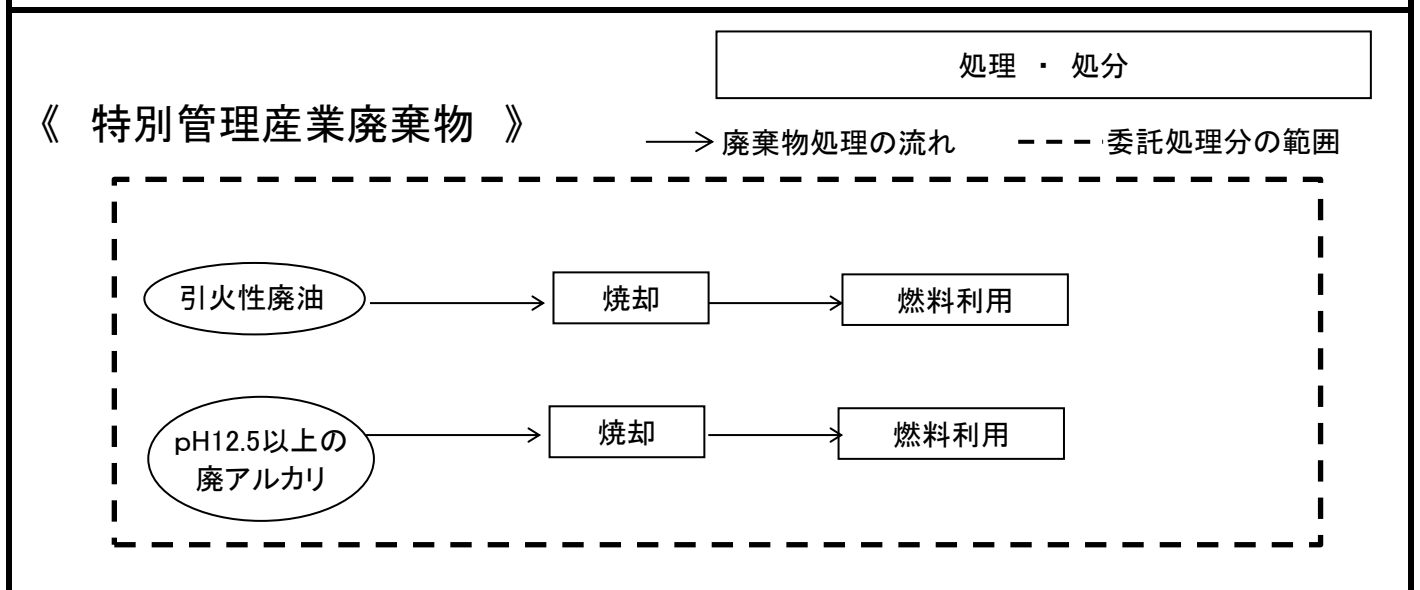 処理 ・ 処分
《 特別管理産業廃棄物 》
廃棄物処理の流れ
委託処理分の範囲
引火性廃油
焼却
燃料利用
pH12.5以上の
廃アルカリ
焼却
燃料利用